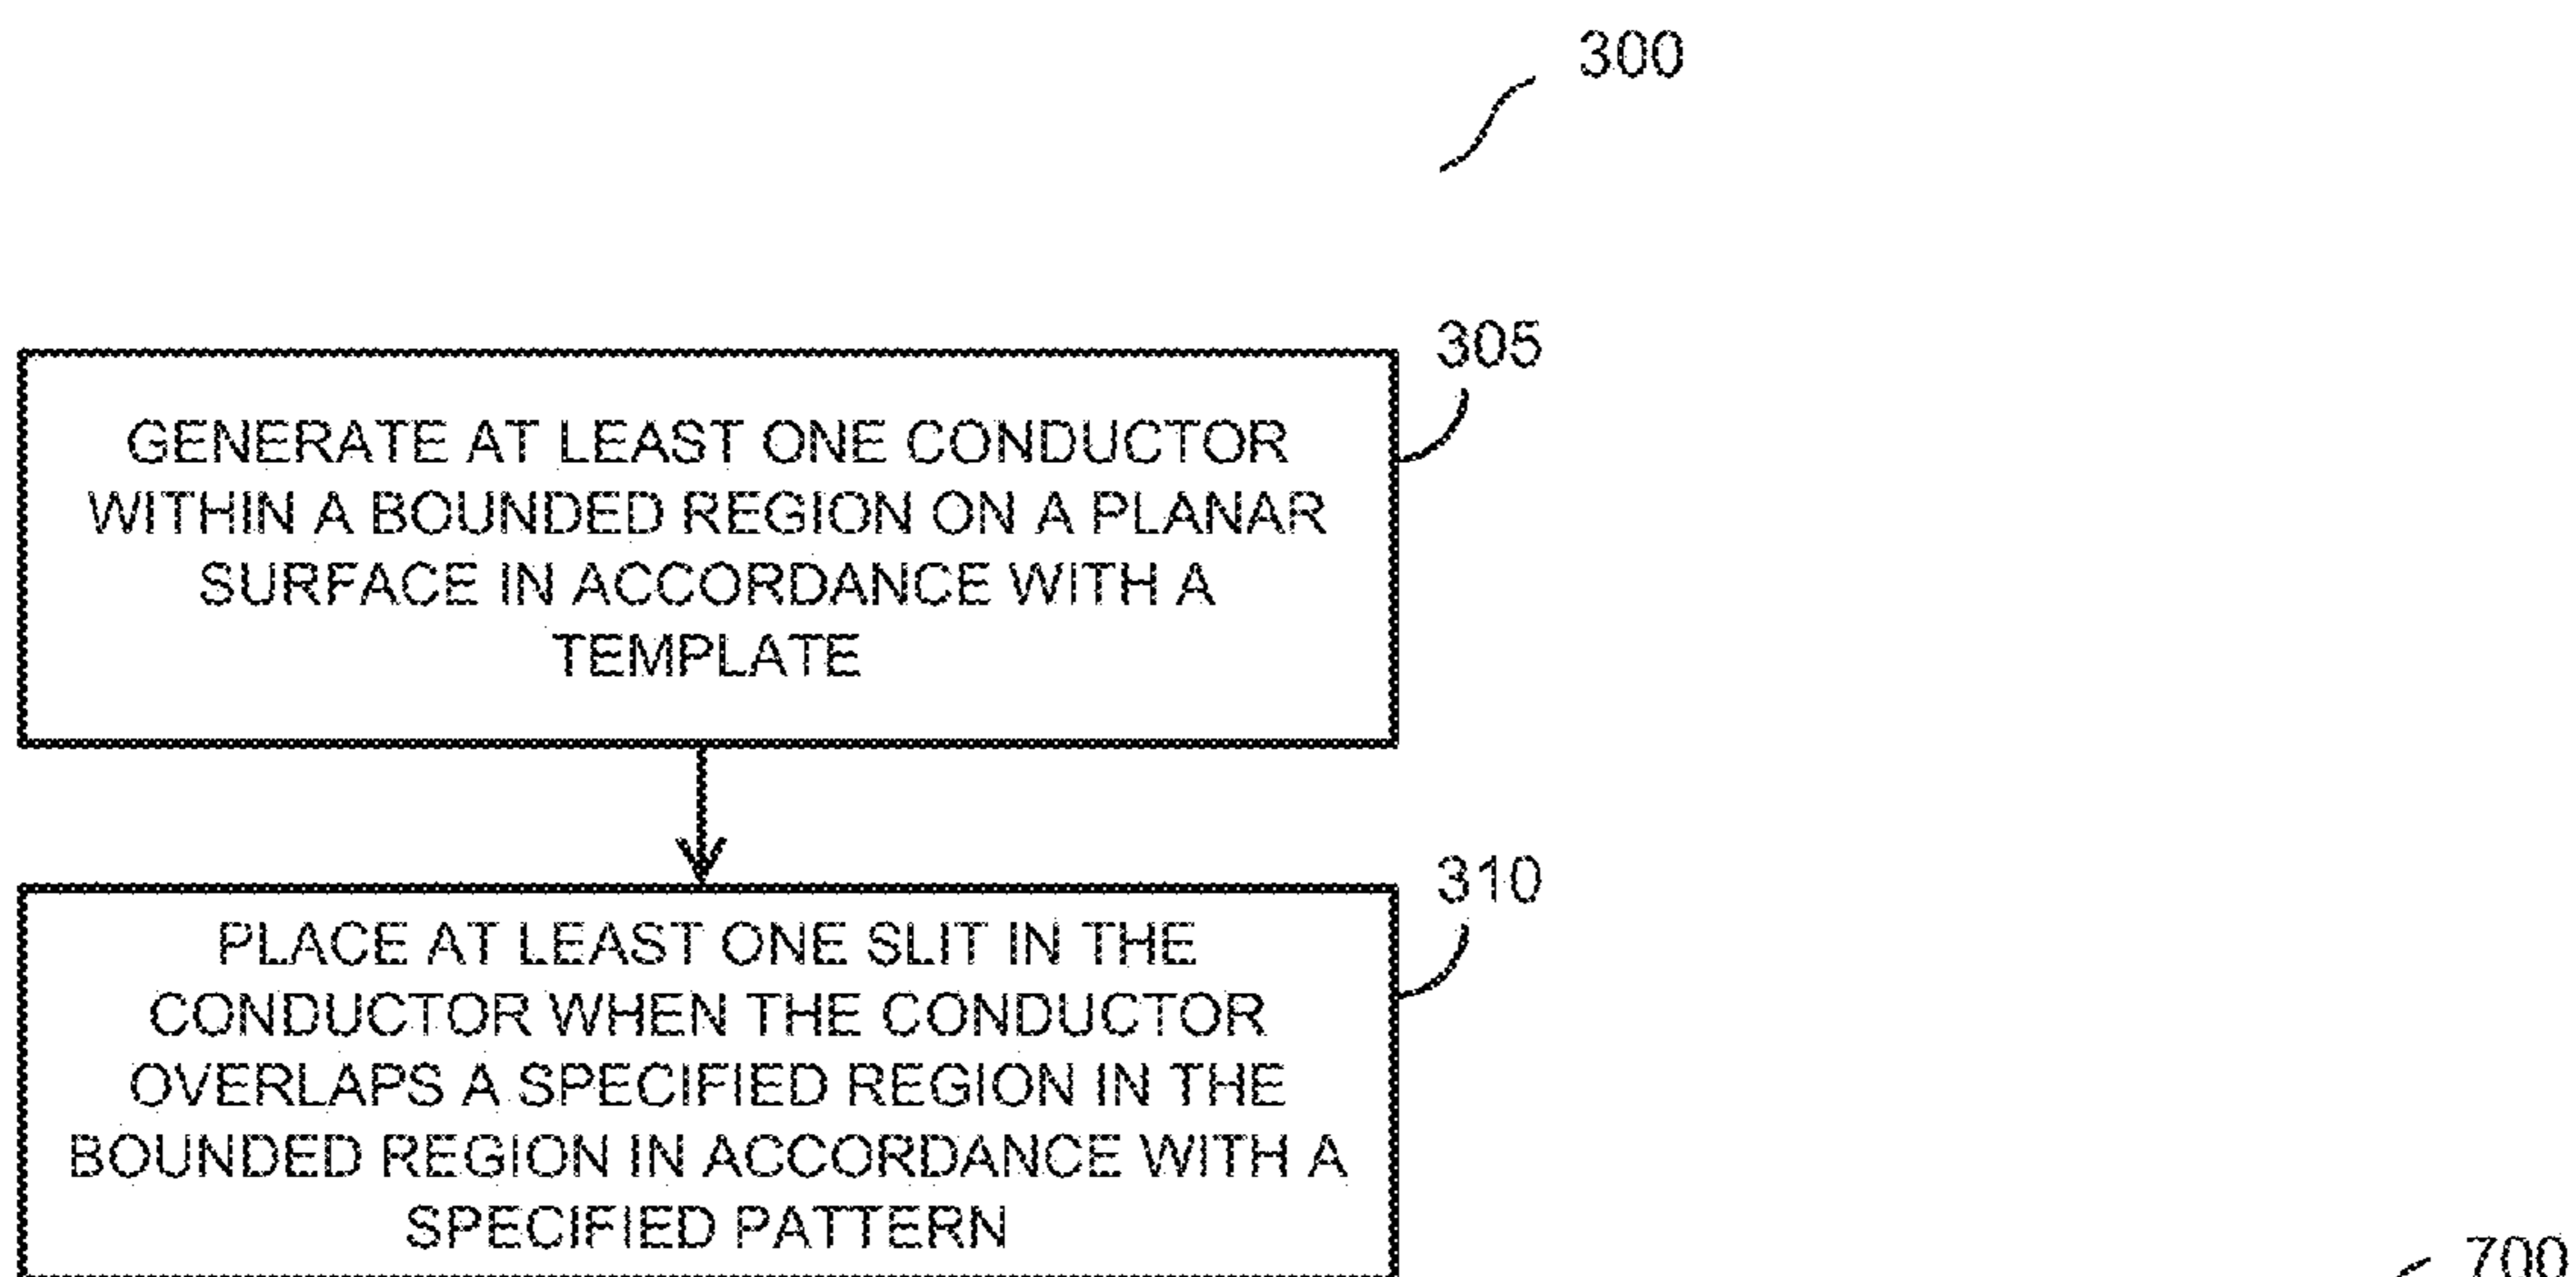 300
305
GENERATE AT LEAST ONE CONDUCTOR
WITHIN A BOUNDED REGION ON A PLANAR
SURFACE IN ACCORDANCE WITH A
TEMPLATE
310
PLACE AT LEAST ONE SLIT IN THE
CONDUCTOR WHEN THE CONDUCTOR
OVERLAPS A SPECIFIED REGION IN THE
BOUNDED REGION IN ACCORDANCE WITH A
SPECIFIED PATTERN
700